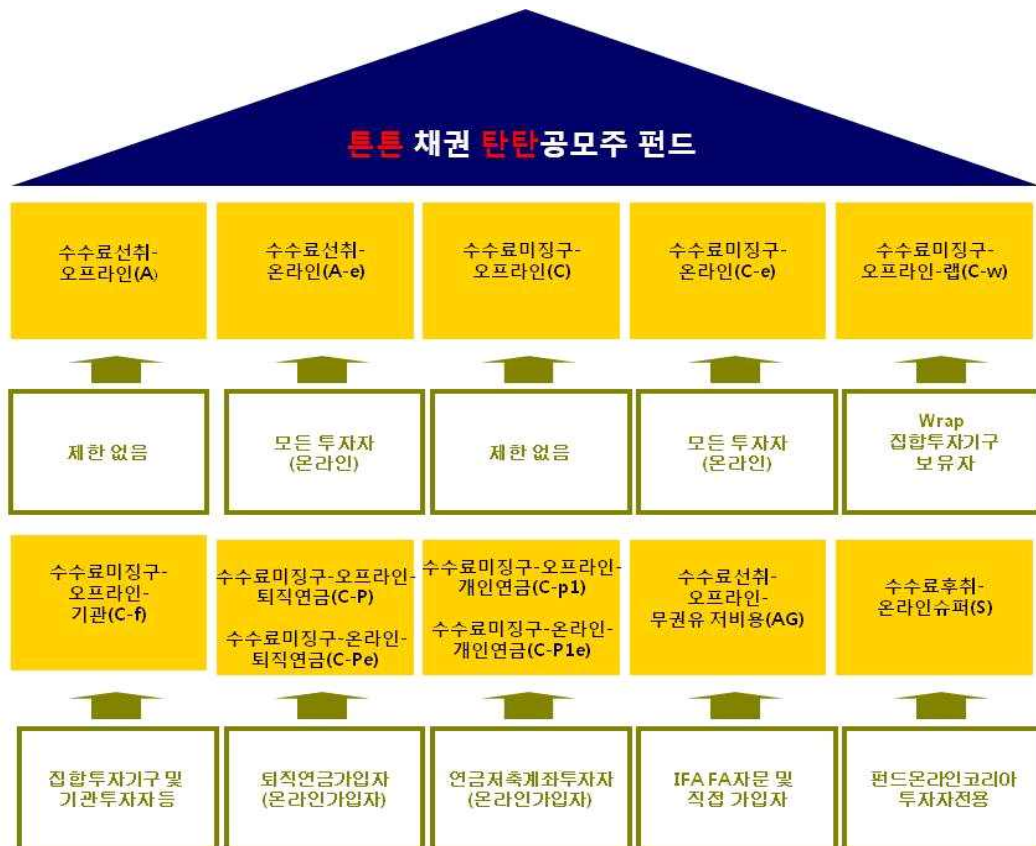 튼튼 채권 탄탄공모주 펀드
수수료선취-
오프라인(A)
수수료선취-
온라인(A-e)
수수료미징구-
오프라인(C)
수수료미징구-
온라인(C-e)
수수료미징구-
오프라인-랩(C-w)
제한 없음
모든 투자자
(온라인)
제한 없음
모든 투자자
(온라인)
Wrap
집합투자기구
보유자
수수료미징구-
오프라인-
기관(C-f)
수수료미징구-오프라인-
퇴직연금(C-P)
수수료미징구-온라인-
퇴직연금(C-Pe)
수수료미징구-오프라인-
개인연금(C-p1)
수수료미징구-온라인-
개인연금(C-P1e)
수수료선취-
오프라인-
무권유 저비용(AG)
수수료후취-
온라인슈퍼(S)
집합투자기구 및
기관투자자 등
퇴직연금가입자
(온라인가입자)
연금저축계좌투자자
(온라인가입자)
IFA FA자문 및
직접 가입자
펀드온라인코리아
투자자전용